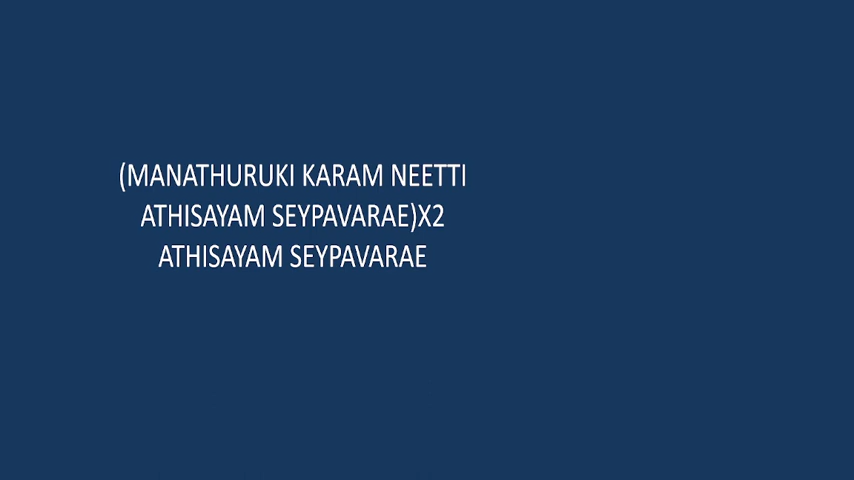 (MANATHURUKI KARAM NEETTI
ATHISAYAM SEYPAVARAE)X2
ATHISAYAM SEYPAVARAE